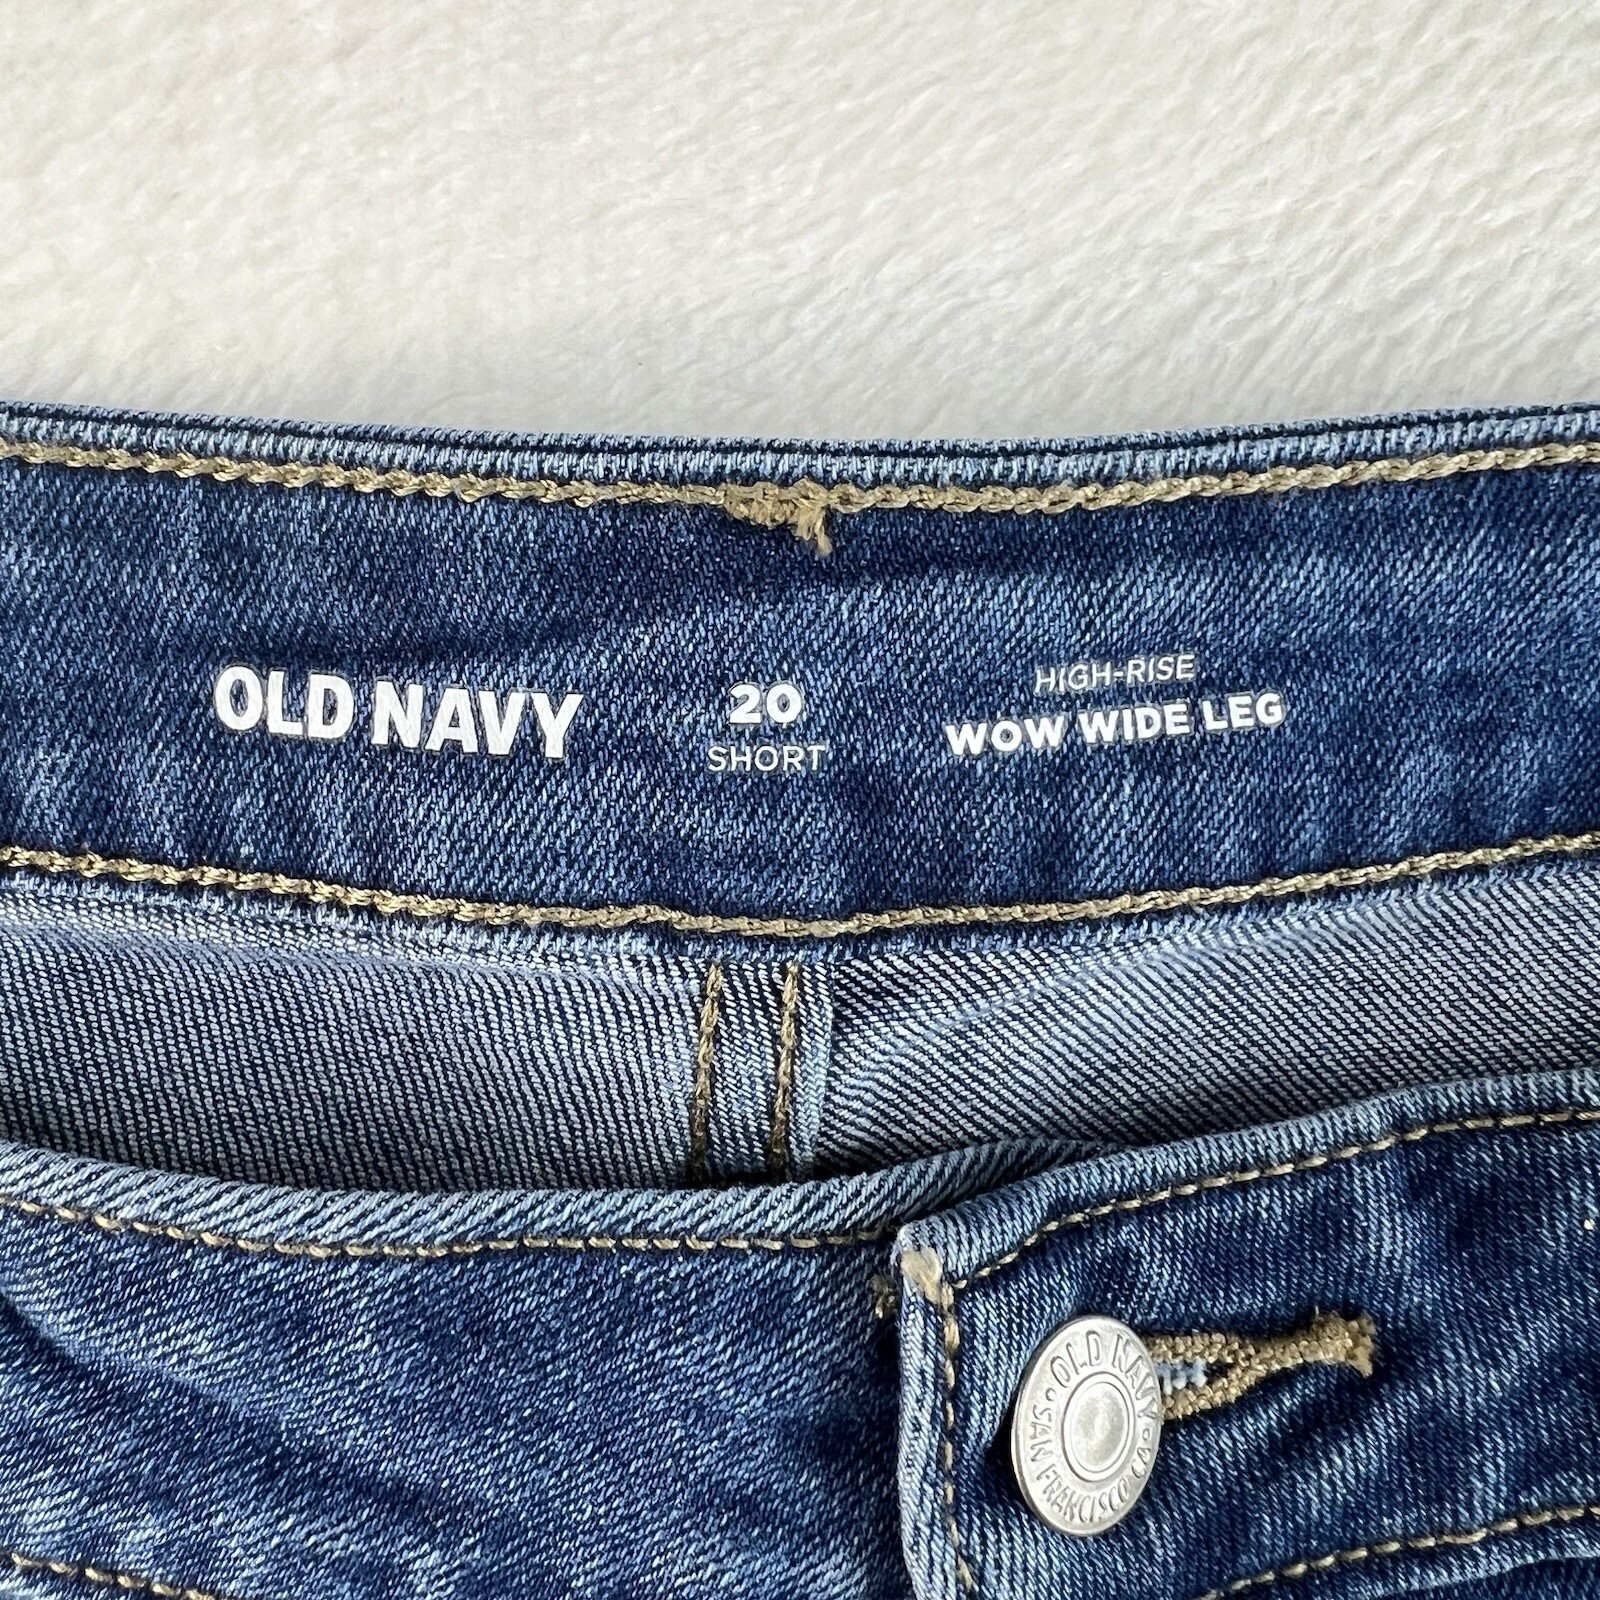 OLD NAVY
20
SHORT
HIGH-RISE
WOW WIDE LEG
OLD NAVY
SAN FRANCISCO CA